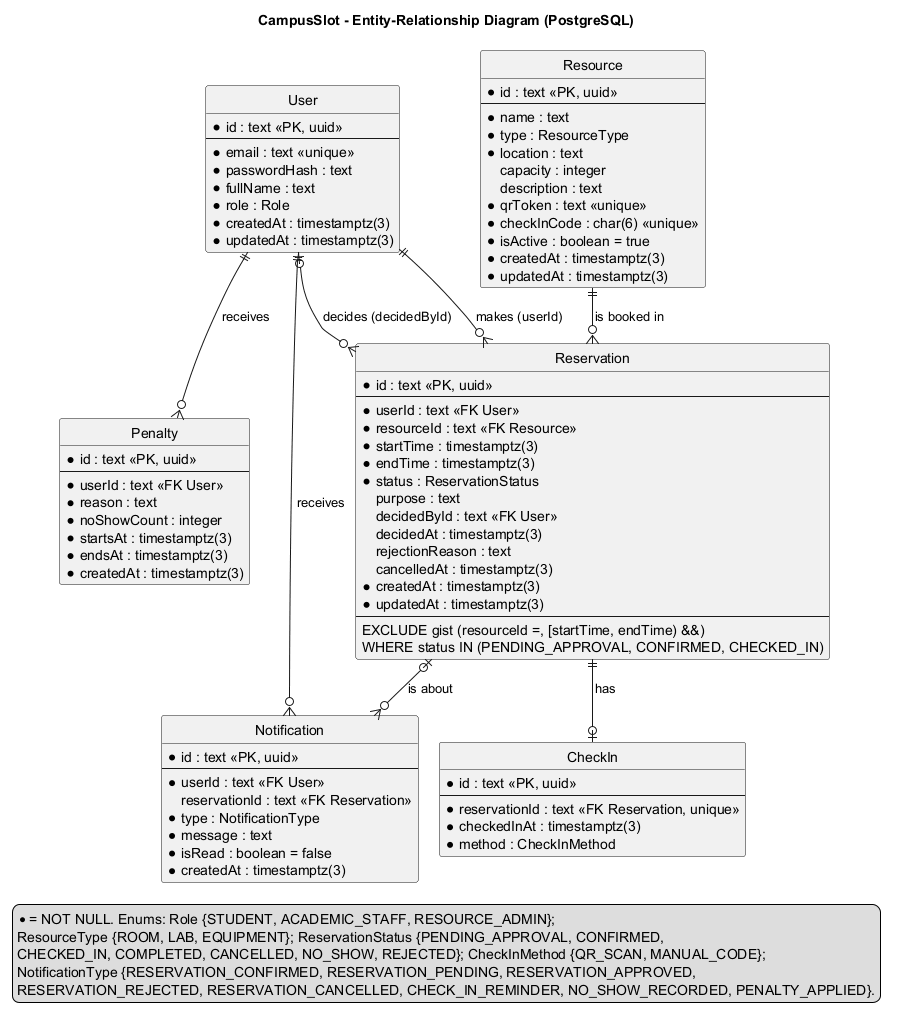 CampusSlot - Entity-Relationship Diagram (PostgreSQL)
Resource
id : text «PK, uuid»
name : text
type : ResourceType
location : text
capacity : integer
description : text
qrToken : text «unique»
checkInCode : char(6) «unique»
isActive : boolean = true
createdAt : timestamptz(3)
updatedAt : timestamptz(3)
User
id : text «PK, uuid»
email : text «unique»
passwordHash : text
fullName : text
role : Role
createdAt : timestamptz(3)
updatedAt : timestamptz(3)
receives
decides (decidedById)
makes (userId)
is booked in
Reservation
id : text «PK, uuid»
userId : text «FK User»
resourceId : text «FK Resource»
startTime : timestamptz(3)
endTime : timestamptz(3)
status : ReservationStatus
purpose : text
decidedById : text «FK User»
decidedAt : timestamptz(3)
rejectionReason : text
cancelledAt : timestamptz(3)
createdAt : timestamptz(3)
updatedAt : timestamptz(3)
EXCLUDE gist (resourceId =, [startTime, endTime) &&)
WHERE status IN (PENDING_APPROVAL, CONFIRMED, CHECKED_IN)
Penalty
id : text «PK, uuid»
userId : text «FK User»
reason : text
noShowCount : integer
startsAt : timestamptz(3)
endsAt : timestamptz(3)
createdAt : timestamptz(3)
receives
is about
has
Notification
id : text «PK, uuid»
userId : text «FK User»
reservationId : text «FK Reservation»
type : NotificationType
message : text
isRead : boolean = false
createdAt : timestamptz(3)
CheckIn
id : text «PK, uuid»
reservationId : text «FK Reservation, unique»
checkedInAt : timestamptz(3)
method : CheckInMethod
• = NOT NULL. Enums: Role {STUDENT, ACADEMIC_STAFF, RESOURCE_ADMIN};
ResourceType {ROOM, LAB, EQUIPMENT}; ReservationStatus {PENDING_APPROVAL, CONFIRMED,
CHECKED_IN, COMPLETED, CANCELLED, NO_SHOW, REJECTED}; CheckInMethod {QR_SCAN, MANUAL_CODE};
NotificationType {RESERVATION_CONFIRMED, RESERVATION_PENDING, RESERVATION_APPROVED,
RESERVATION_REJECTED, RESERVATION_CANCELLED, CHECK_IN_REMINDER, NO_SHOW_RECORDED, PENALTY_APPLIED}.